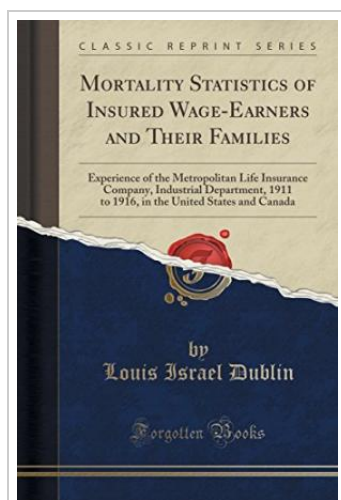 CLASSIC REPRINT SERIES
MORTALITY STATISTICS OF
INSURED WAGE-EARNERS
AND THEIR FAMILIES
Experience of the Metropolitan Life Insurance
Company, Industrial Department, 1911
to 1916, in the United States and Canada
by
Louis Israel Dublin
Forgotten Books